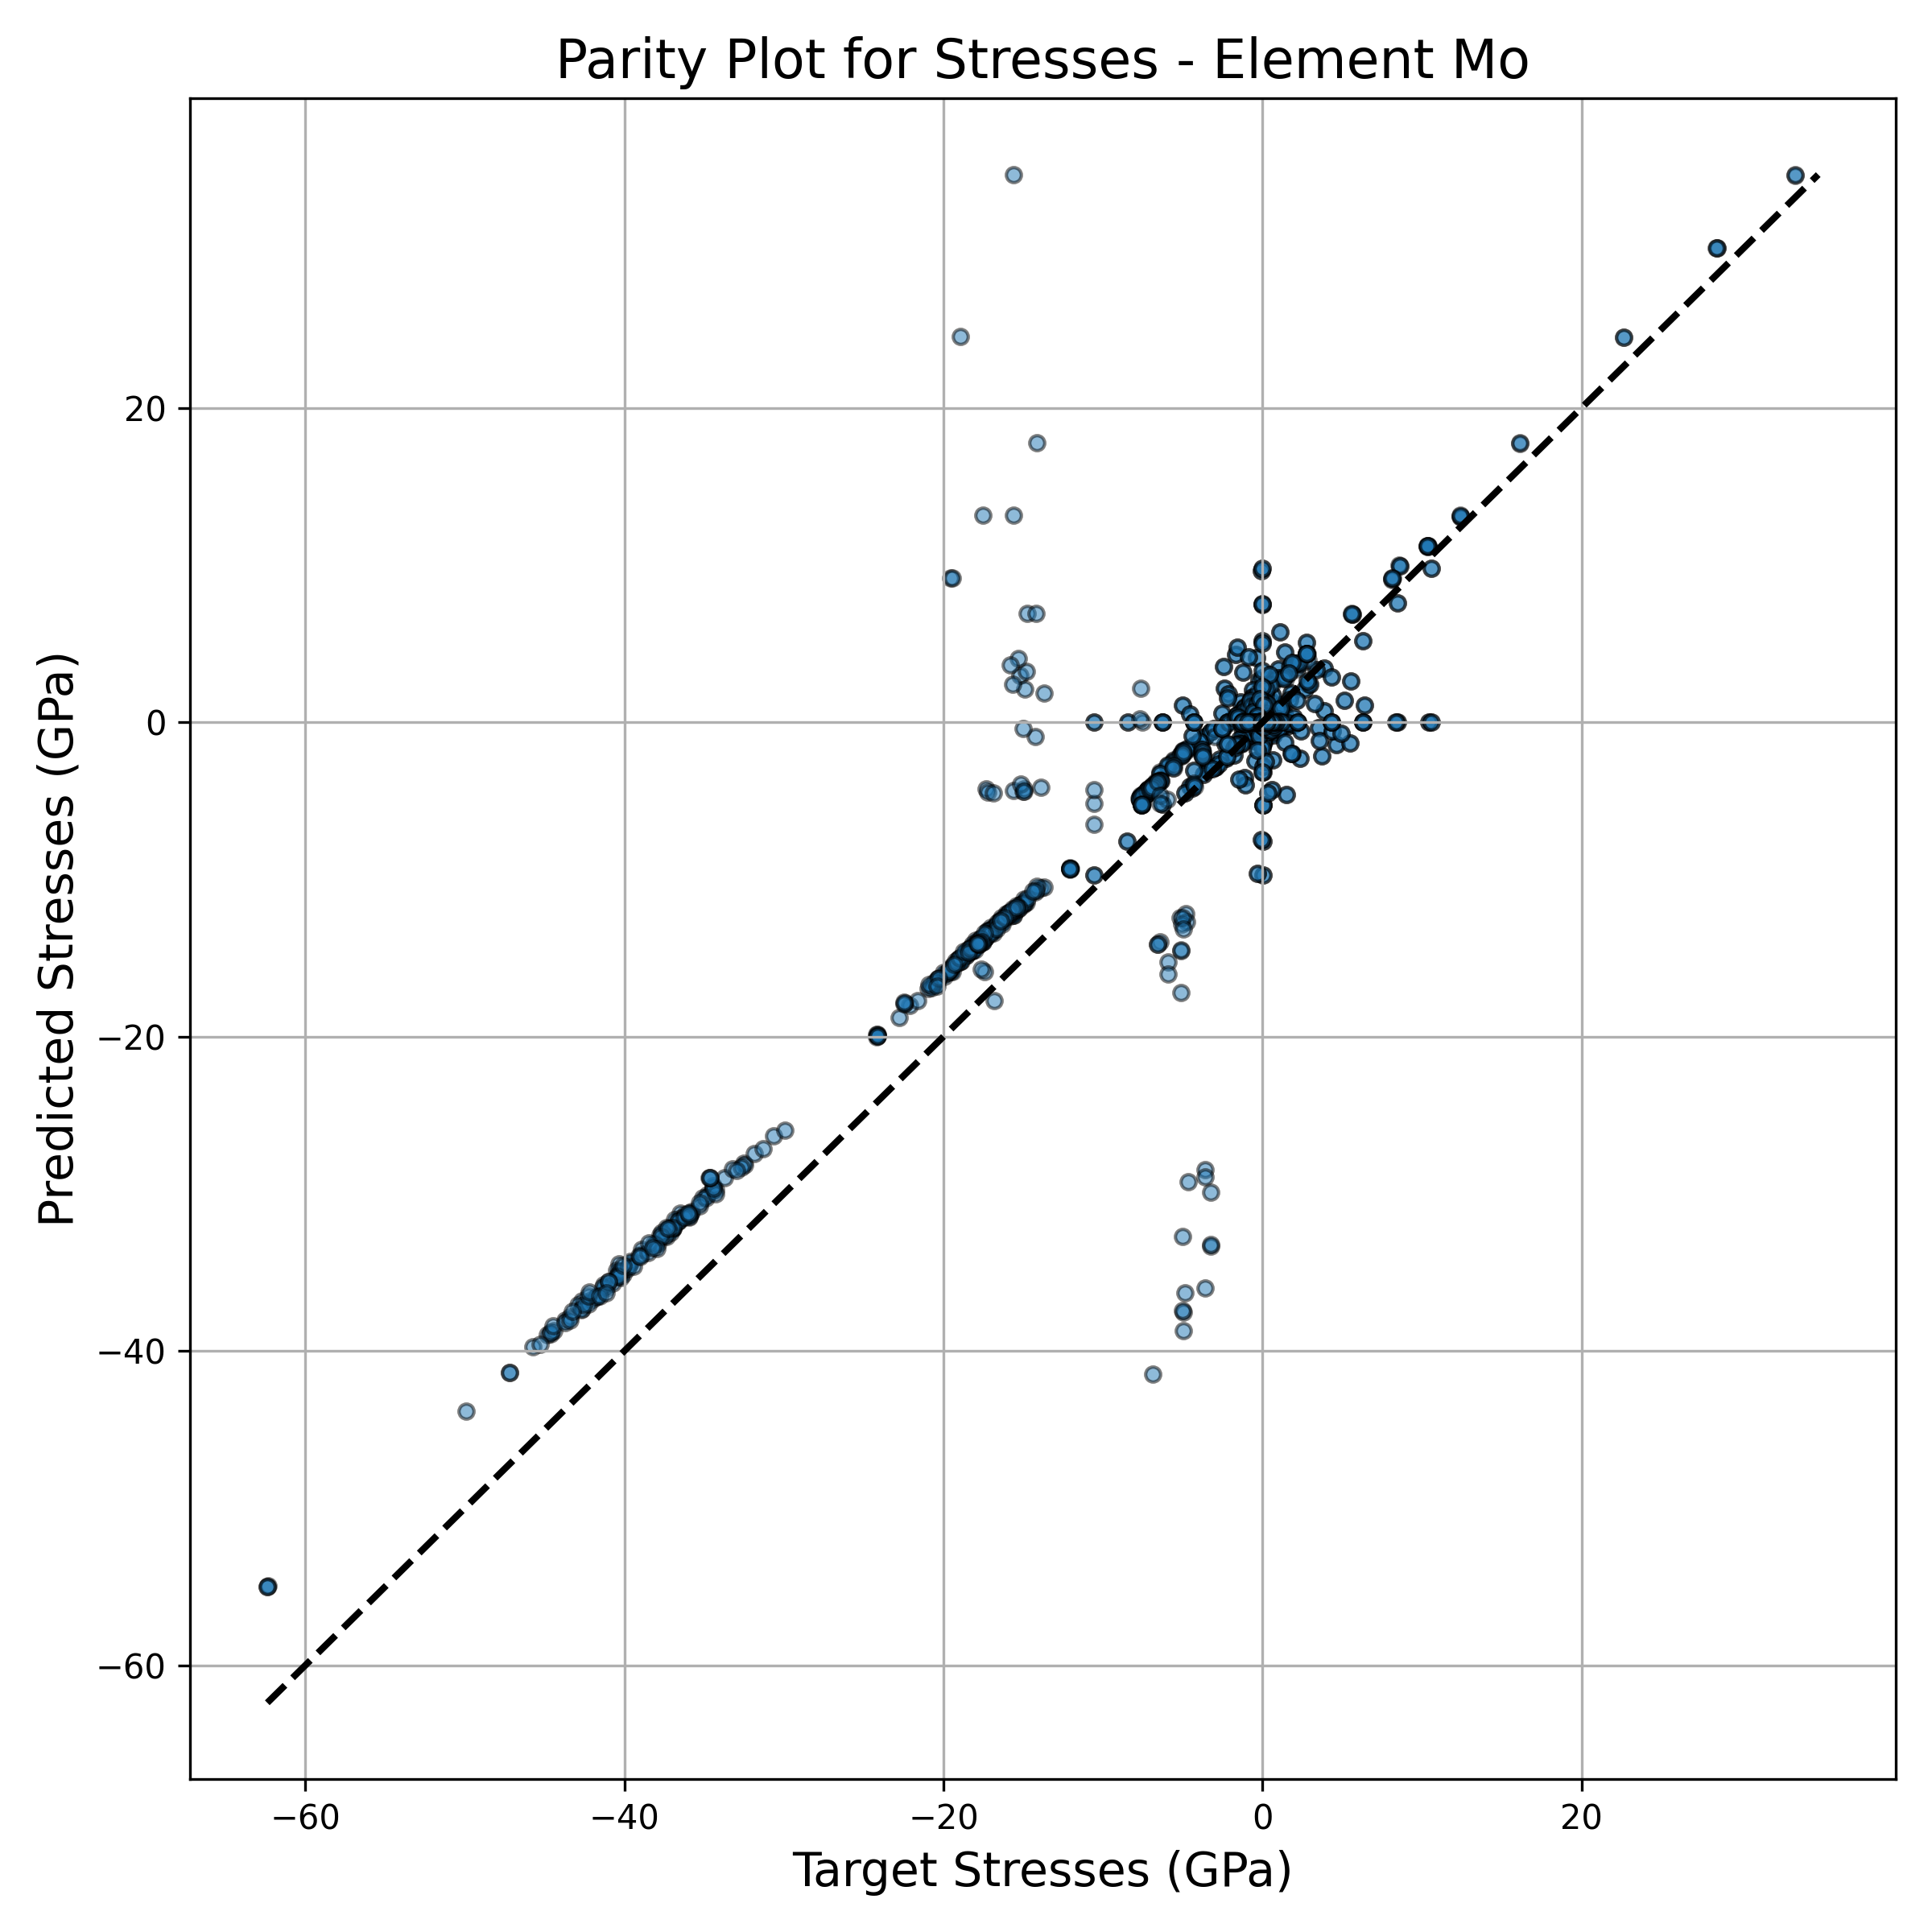 Parity Plot for Stresses - Element Mo
Predicted Stresses (GPa)
20
0
−20
−40
−60
−60 −40 −20 0 20
Target Stresses (GPa)